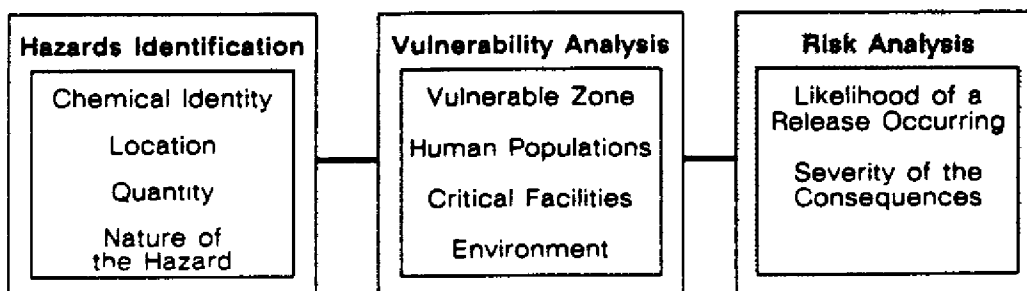 Hazards Identification
Chemical Identity
Location
Quantity
Nature of
the Hazard
Vulnerability Analysis
Vulnerable Zone
Human Populations
Critical Facilities
Environment
Risk Analysis
Likelihood of a
Release Occurring
Severity of the
Consequences